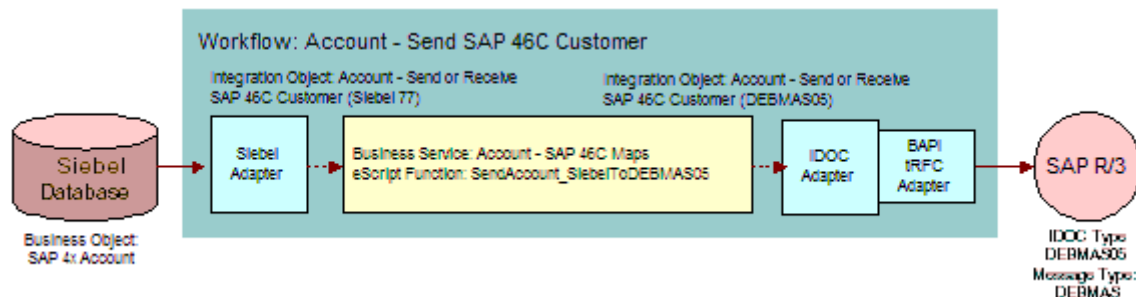 Workflow: Account - Send SAP 46C Customer
Integration Object: Account - Send or Receive
SAP 46C Customer (Siebel 77)
Integration Object: Account - Send or Receive
SAP 46C Customer (DEBMAS05)
Siebel
Database
Siebel
Adapter
Business Service: Account - SAP 46C Maps
eScript Function: SendAccount_SiebelToDEBMAS05
IDOC
Adapter
BAPI
tRFC
Adapter
SAP R/3
Business Object:
SAP 4x Account
IDOC Type
DEBMAS05
Message Type:
DEBMAS